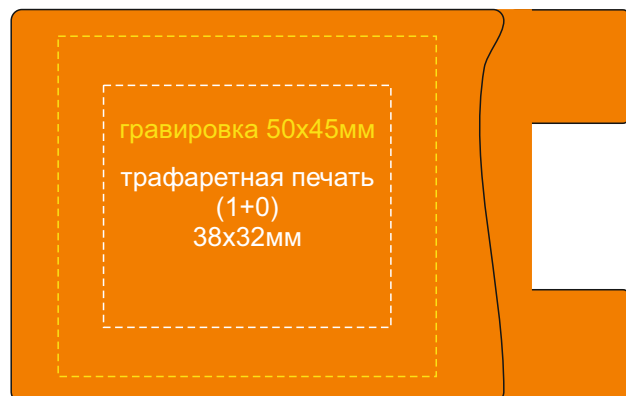 гравировка 50х45мм
трафаретная печать
(1+0)
38х32мм